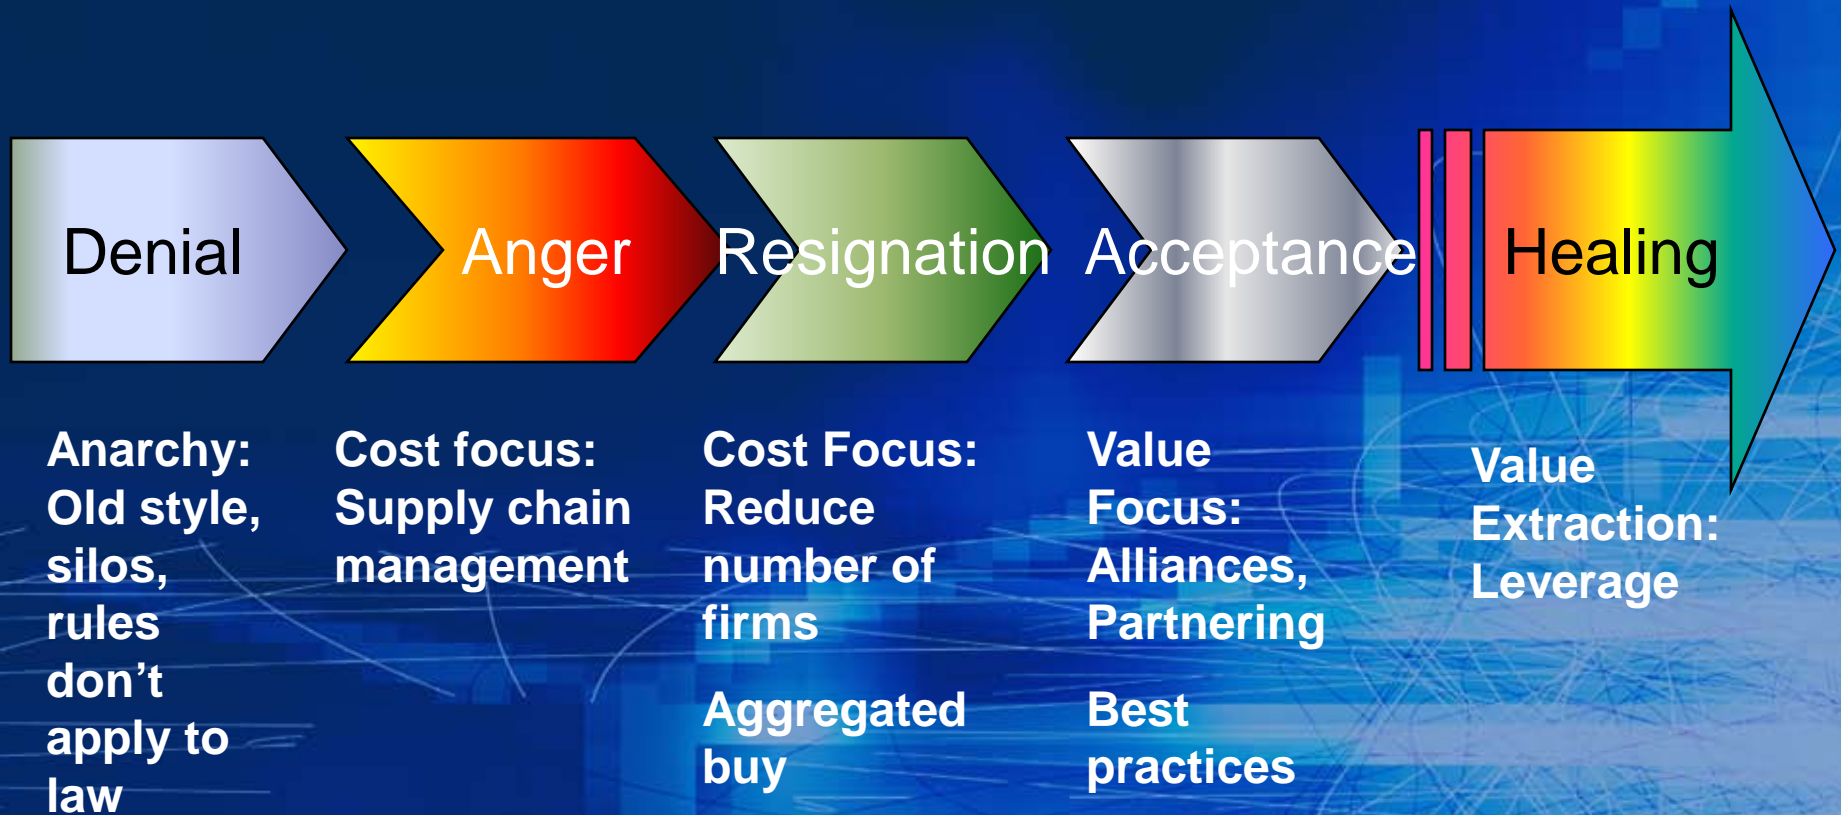 Denial
Anger
Resignation
Acceptance
Healing
Anarchy:
Old style,
silos,
rules
don’t
apply to
law
Cost focus:
Supply chain
management
Cost Focus:
Reduce
number of
firms
Aggregated
buy
Value
Focus:
Alliances,
Partnering
Best
practices
Value
Extraction:
Leverage